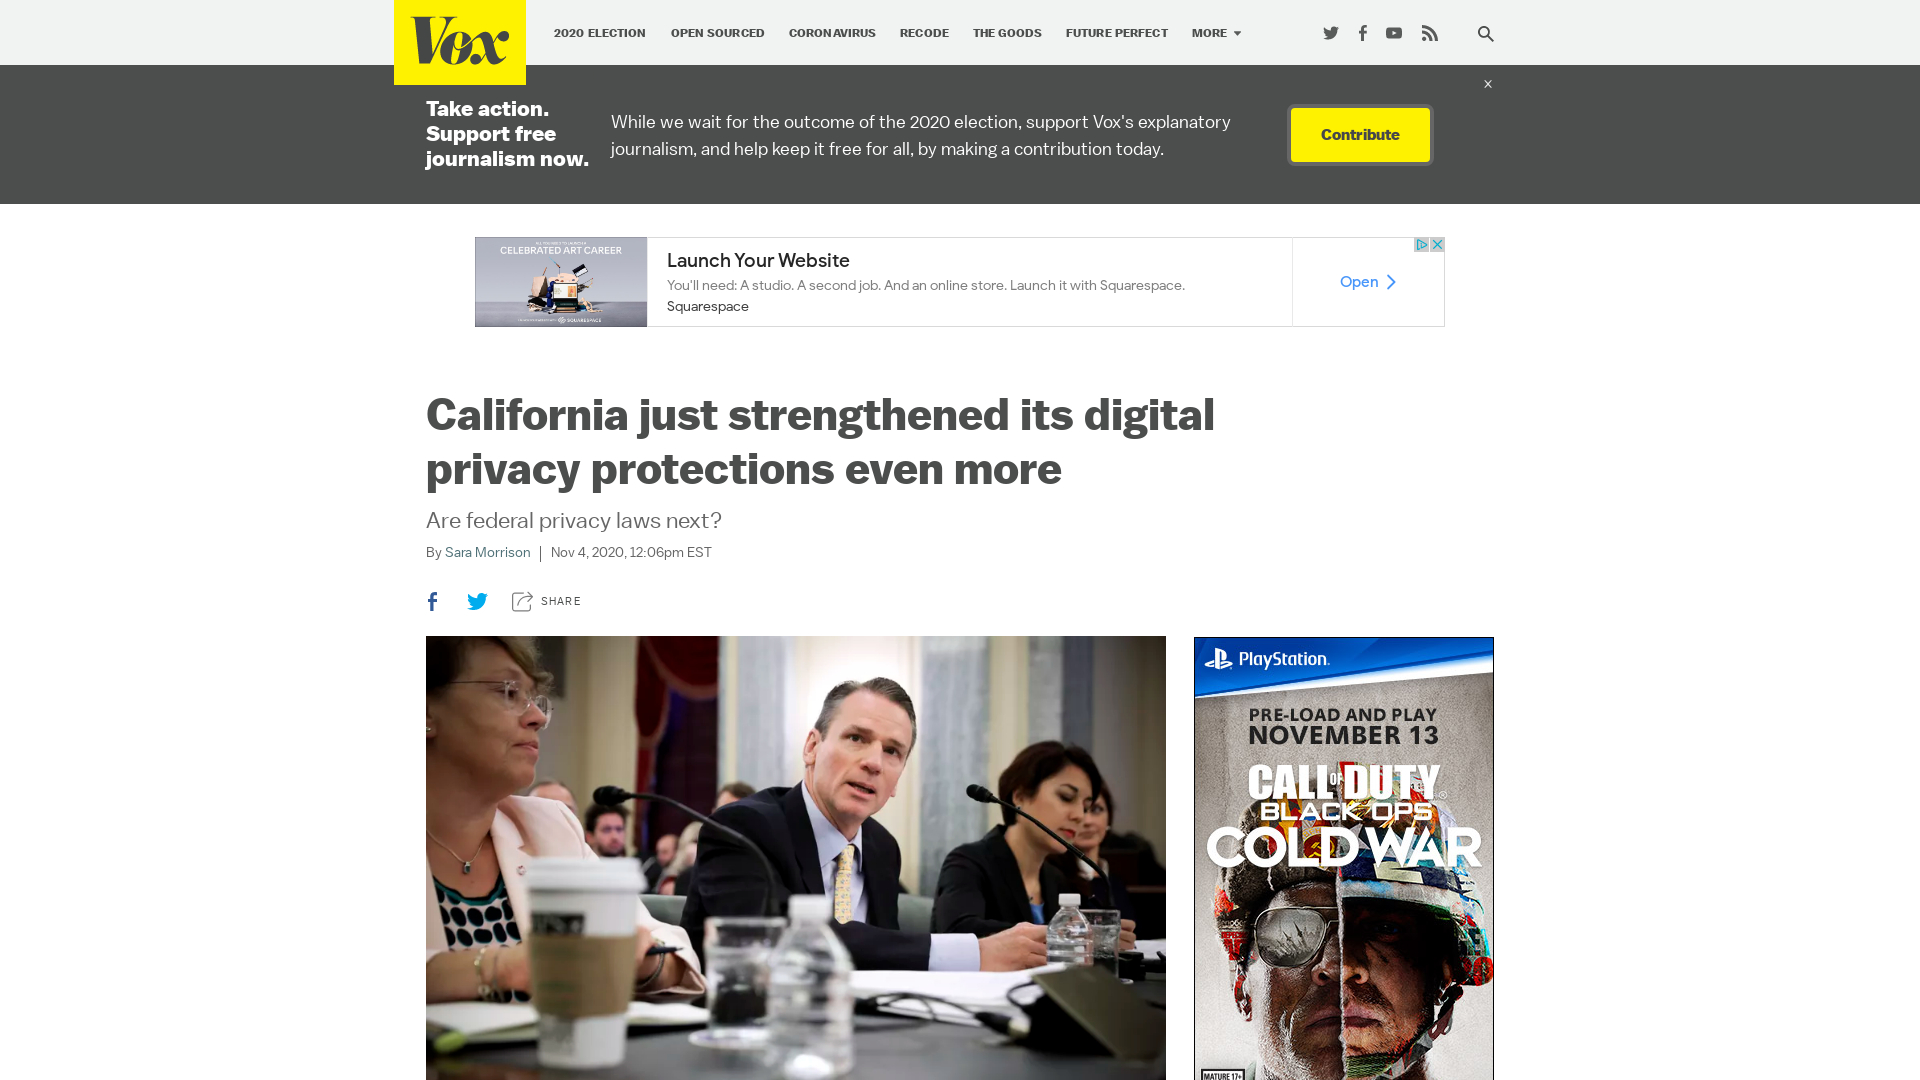 Vox
2020 ELECTION
OPEN SOURCED
CORONAVIRUS
RECODE
THE GOODS
FUTURE PERFECT
MORE
x
Take action.
Support free
journalism now.
While we wait for the outcome of the 2020 election, support Vox's explanatory
journalism, and help keep it free for all, by making a contribution today.
Contribute
CELEBRATED ART CAREER
SQUARESPACE
Launch Your Website
You'll need: A studio. A second job. And an online store. Launch it with Squarespace.
Squarespace
Open
California just strengthened its digital
privacy protections even more
Are federal privacy laws next?
By Sara Morrison
Nov 4, 2020, 12:06pm EST
SHARE
PlayStation
PRE-LOAD AND PLAY
NOVEMBER 13
CALL OF DUTY
BLACK OPS
COLD WAR
MATURE 17+